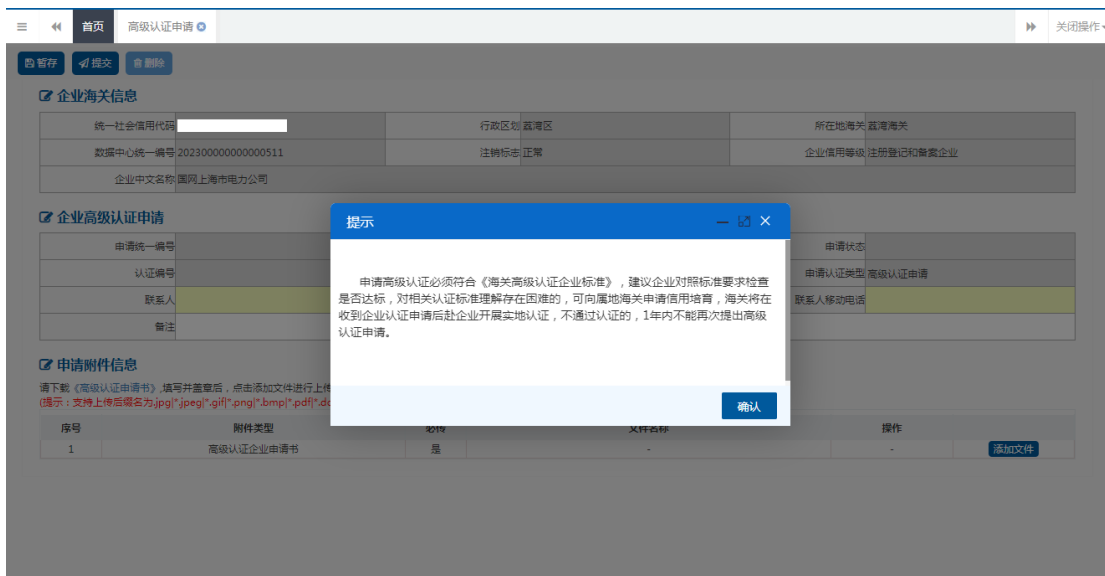 首页 高级认证申请 关闭操作
暂存 提交 删除
企业海关信息
统一社会信用代码 行政区划 荔湾区 所在地海关 荔湾海关
数据中心统一编号 202300000000000511 注销标志 正常 企业信用等级 注册登记和备案企业
企业中文名称 国网上海市电力公司
企业高级认证申请
提示
申请统一编号 申请状态
认证编号 申请认证类型 高级认证申请
联系人 联系人移动电话
备注
申请高级认证必须符合《海关高级认证企业标准》，建议企业对照标准要求检查
是否达标，对相关认证标准理解存在困难的，可向属地海关申请信用培育，海关将在
收到企业认证申请后赴企业开展实地认证，不通过认证的，1年内不能再次提出高级
认证申请。
确认
申请附件信息
请下载《高级认证申请书》,填写并盖章后，点击添加文件进行上传
(提示：支持上传后缀名为.jpg|*.jpeg|*.gif|*.png|*.bmp|*.pdf|*.do
序号 附件类型 必传 文件名称 操作
1 高级认证企业申请书 是 - - 添加文件